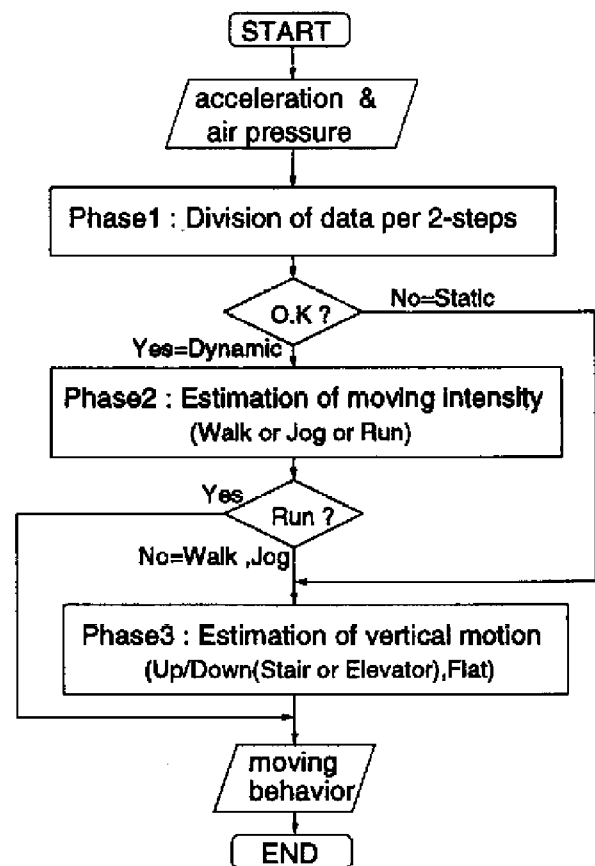 START
acceleration &
air pressure
Phase1 : Division of data per 2-steps
O.K ?
No=Static
Yes=Dynamic
Phase2 : Estimation of moving intensity
(Walk or Jog or Run)
Yes
Run ?
No=Walk ,Jog
Phase3 : Estimation of vertical motion
(Up/Down(Stair or Elevator),Flat)
moving
behavior
END